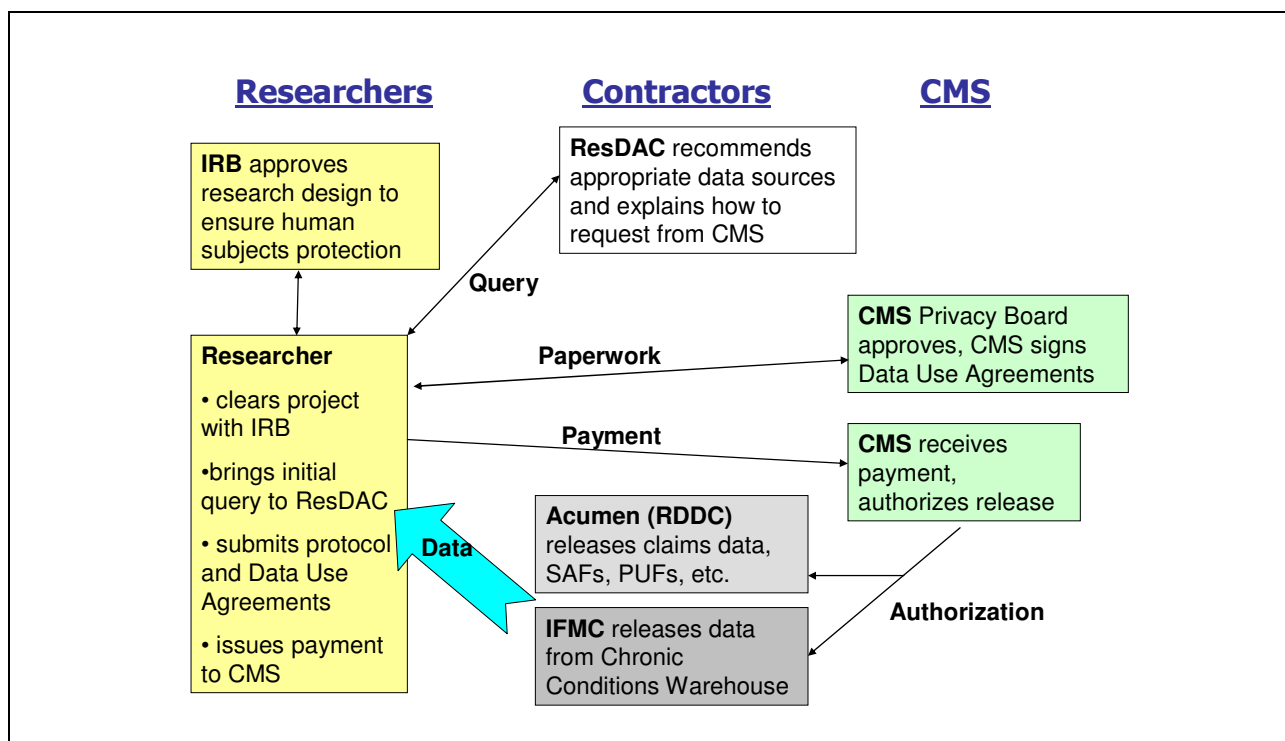 Researchers
Contractors
CMS
IRB approves
research design to
ensure human
subjects protection
ResDAC recommends
appropriate data sources
and explains how to
request from CMS
Query
Researcher
• clears project
with IRB
•brings initial
query to ResDAC
• submits protocol
and Data Use
Agreements
• issues payment
to CMS
Paperwork
CMS Privacy Board
approves, CMS signs
Data Use Agreements
Payment
CMS receives
payment,
authorizes release
Data
Acumen (RDDC)
releases claims data,
SAFs, PUFs, etc.
Authorization
IFMC releases data
from Chronic
Conditions Warehouse